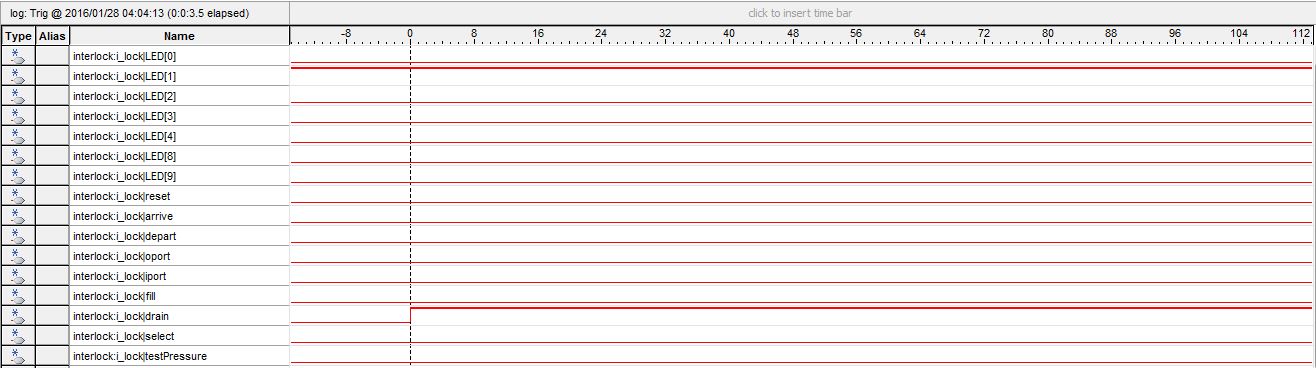 log: Trig @ 2016/01/28 04:04:13 (0:0:3.5 elapsed) click to insert time bar
Type Alias Name -8 0 8 16 24 32 40 48 56 64 72 80 88 96 104 112
interlock:i_lock|LED[0]
interlock:i_lock|LED[1]
interlock:i_lock|LED[2]
interlock:i_lock|LED[3]
interlock:i_lock|LED[4]
interlock:i_lock|LED[8]
interlock:i_lock|LED[9]
interlock:i_lock|reset
interlock:i_lock|arrive
interlock:i_lock|depart
interlock:i_lock|oport
interlock:i_lock|iport
interlock:i_lock|fill
interlock:i_lock|drain
interlock:i_lock|select
interlock:i_lock|testPressure